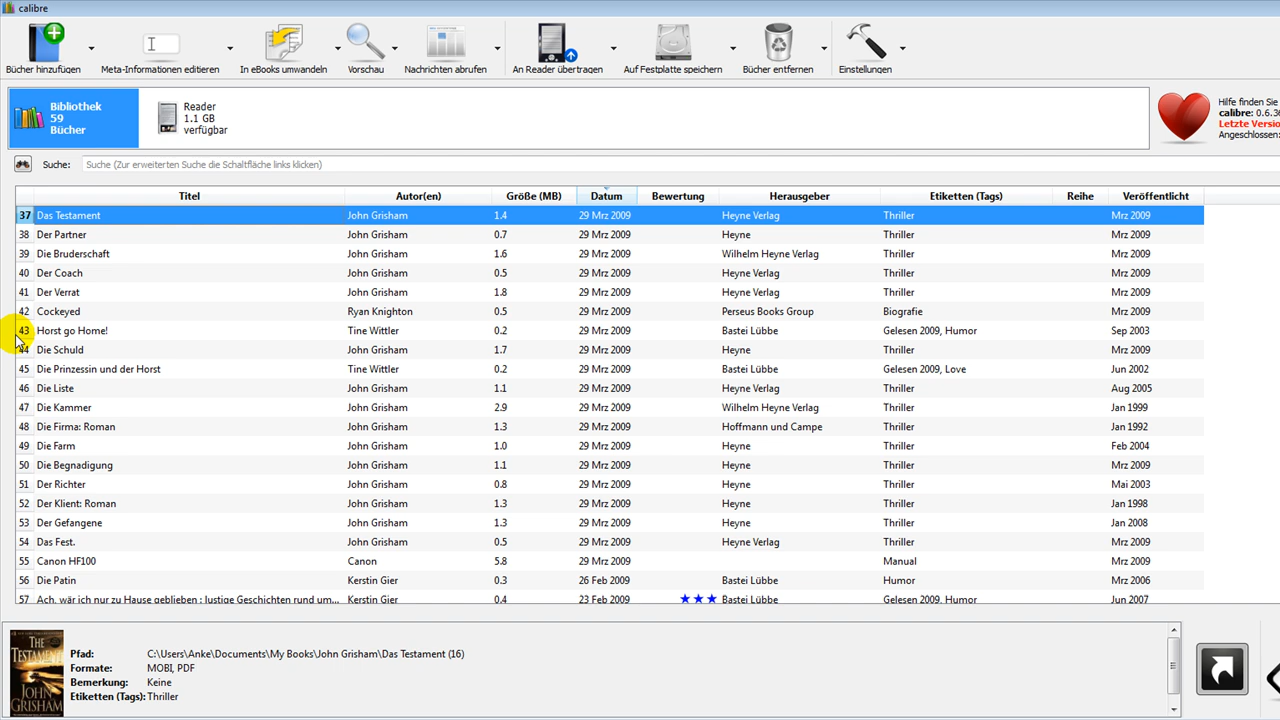 calibre
Bücher hinzufügen Meta-Informationen editieren In eBooks umwandeln Vorschau Nachrichten abrufen An Reader übertragen Auf Festplatte speichern Bücher entfernen Einstellungen
Bibliothek
59
Bücher
Reader
1.1 GB
verfügbar
Hilfe finden Sie
calibre: 0.6.36
Letzte Versio
Angeschlossen:
Suche: Suche (Zur erweiterten Suche die Schaltfläche links klicken)
Titel Autor(en) Größe (MB) Datum Bewertung Herausgeber Etiketten (Tags) Reihe Veröffentlicht
37 Das Testament John Grisham 1.4 29 Mrz 2009 Heyne Verlag Thriller Mrz 2009
38 Der Partner John Grisham 0.7 29 Mrz 2009 Heyne Thriller Mrz 2009
39 Die Bruderschaft John Grisham 1.6 29 Mrz 2009 Wilhelm Heyne Verlag Thriller Mrz 2009
40 Der Coach John Grisham 0.5 29 Mrz 2009 Heyne Verlag Thriller Mrz 2009
41 Der Verrat John Grisham 1.8 29 Mrz 2009 Heyne Verlag Thriller Mrz 2009
42 Cockeyed Ryan Knighton 0.5 29 Mrz 2009 Perseus Books Group Biografie Mrz 2009
43 Horst go Home! Tine Wittler 0.2 29 Mrz 2009 Bastei Lübbe Gelesen 2009, Humor Sep 2003
44 Die Schuld John Grisham 1.7 29 Mrz 2009 Heyne Thriller Mrz 2009
45 Die Prinzessin und der Horst Tine Wittler 0.2 29 Mrz 2009 Bastei Lübbe Gelesen 2009, Love Jun 2002
46 Die Liste John Grisham 1.1 29 Mrz 2009 Heyne Verlag Thriller Aug 2005
47 Die Kammer John Grisham 2.9 29 Mrz 2009 Wilhelm Heyne Verlag Thriller Jan 1999
48 Die Firma: Roman John Grisham 1.3 29 Mrz 2009 Hoffmann und Campe Thriller Jan 1992
49 Die Farm John Grisham 1.0 29 Mrz 2009 Heyne Thriller Feb 2004
50 Die Begnadigung John Grisham 1.1 29 Mrz 2009 Heyne Thriller Mrz 2009
51 Der Richter John Grisham 0.8 29 Mrz 2009 Heyne Thriller Mai 2003
52 Der Klient: Roman John Grisham 1.3 29 Mrz 2009 Heyne Thriller Jan 1998
53 Der Gefangene John Grisham 1.3 29 Mrz 2009 Heyne Thriller Jan 2008
54 Das Fest. John Grisham 0.5 29 Mrz 2009 Heyne Verlag Thriller Mrz 2009
55 Canon HF100 Canon 5.8 29 Mrz 2009 Manual Mrz 2009
56 Die Patin Kerstin Gier 0.3 26 Feb 2009 Bastei Lübbe Humor Mrz 2006
57 Ach, wär ich nur zu Hause geblieben : lustige Geschichten rund um... Kerstin Gier 0.4 23 Feb 2009 ★★★ Bastei Lübbe Gelesen 2009, Humor Jun 2007
THE
TESTAMENT
JOHN
GRISHAM
Pfad: C:\Users\Anke\Documents\My Books\John Grisham\Das Testament (16)
Formate: MOBI, PDF
Bemerkung: Keine
Etiketten (Tags): Thriller